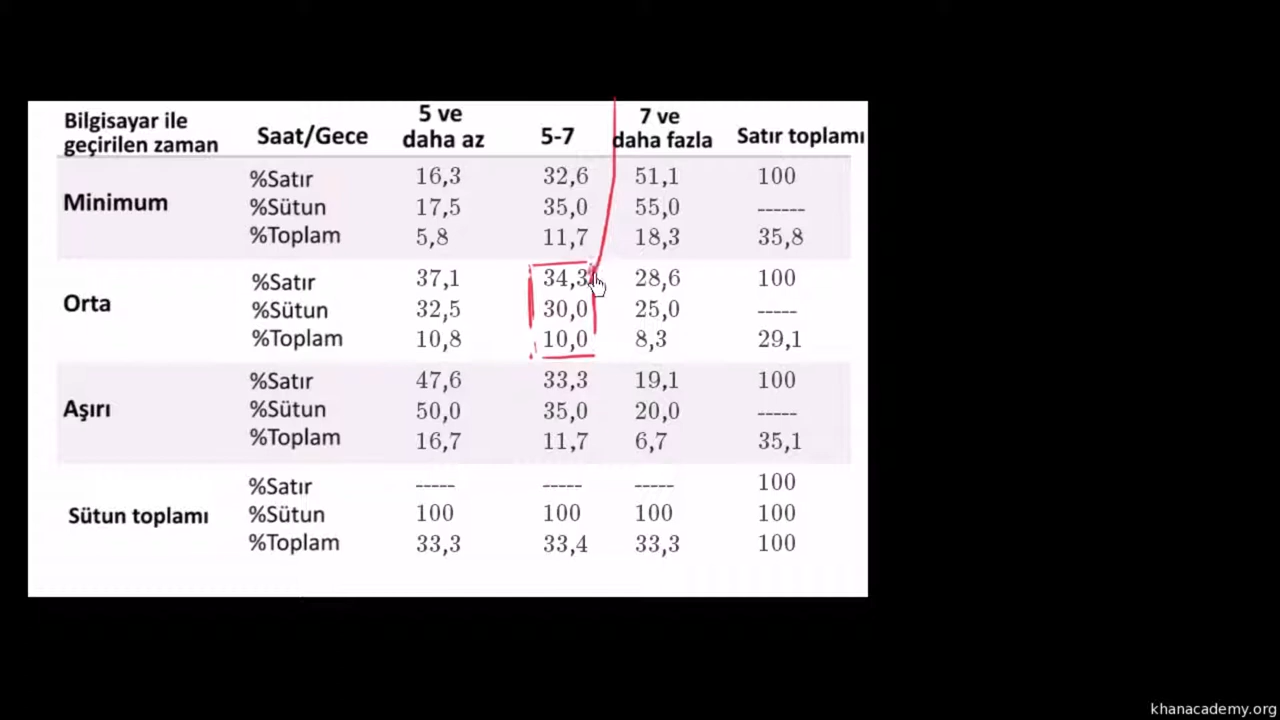 Bilgisayar ile geçirilen zaman Saat/Gece 5 ve daha az 5-7 7 ve daha fazla Satır toplamı
Minimum
%Satır 16,3 32,6 51,1 100
%Sütun 17,5 35,0 55,0 ------
%Toplam 5,8 11,7 18,3 35,8
Orta
%Satır 37,1 34,3 28,6 100
%Sütun 32,5 30,0 25,0 -----
%Toplam 10,8 10,0 8,3 29,1
Aşırı
%Satır 47,6 33,3 19,1 100
%Sütun 50,0 35,0 20,0 -----
%Toplam 16,7 11,7 6,7 35,1
Sütun toplamı
%Satır ----- ----- ----- 100
%Sütun 100 100 100 100
%Toplam 33,3 33,4 33,3 100
khanacademy.org